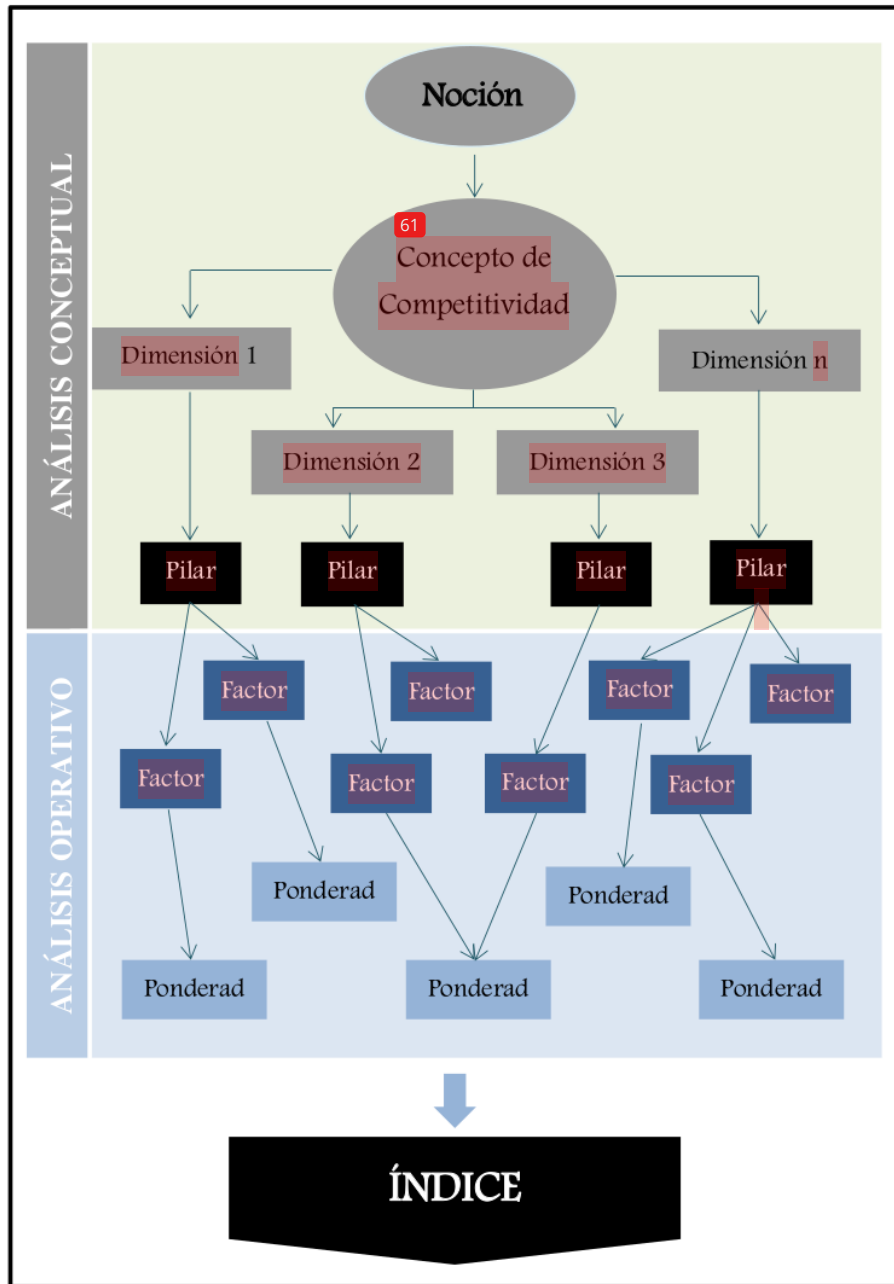 Noción
61
Concepto de
Competitividad
Dimensión 1
Dimensión n
Dimensión 2
Dimensión 3
ANÁLISIS CONCEPTUAL
Pilar
Pilar
Pilar
Pilar
Factor
Factor
Factor
Factor
Factor
Factor
Factor
Factor
Ponderad
Ponderad
Ponderad
Ponderad
Ponderad
ANÁLISIS OPERATIVO
ÍNDICE